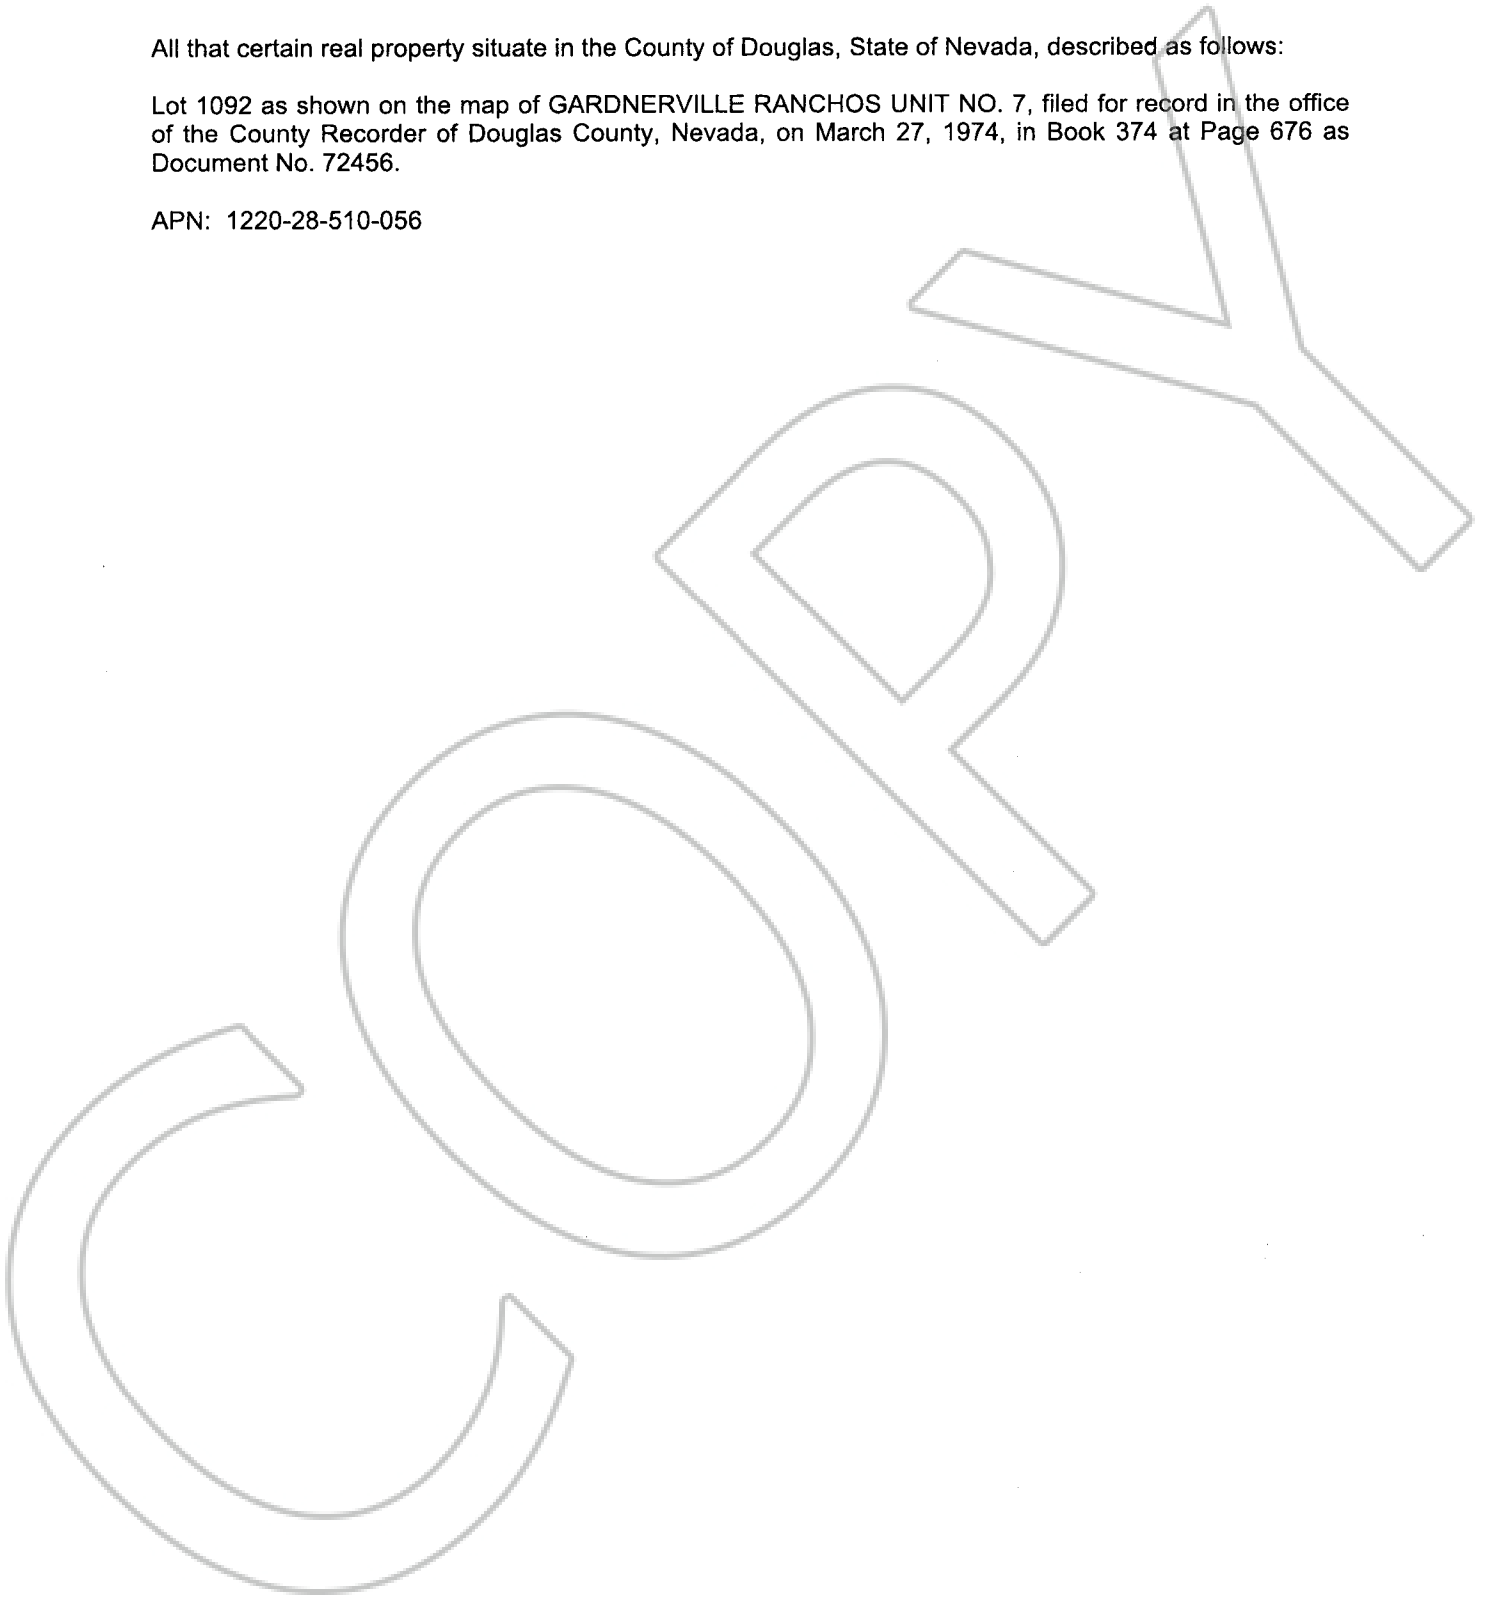 All that certain real property situate in the County of Douglas, State of Nevada, described as follows:
Lot 1092 as shown on the map of GARDNERVILLE RANCHOS UNIT NO. 7, filed for record in the office
of the County Recorder of Douglas County, Nevada, on March 27, 1974, in Book 374 at Page 676 as
Document No. 72456.
APN: 1220-28-510-056
COPY